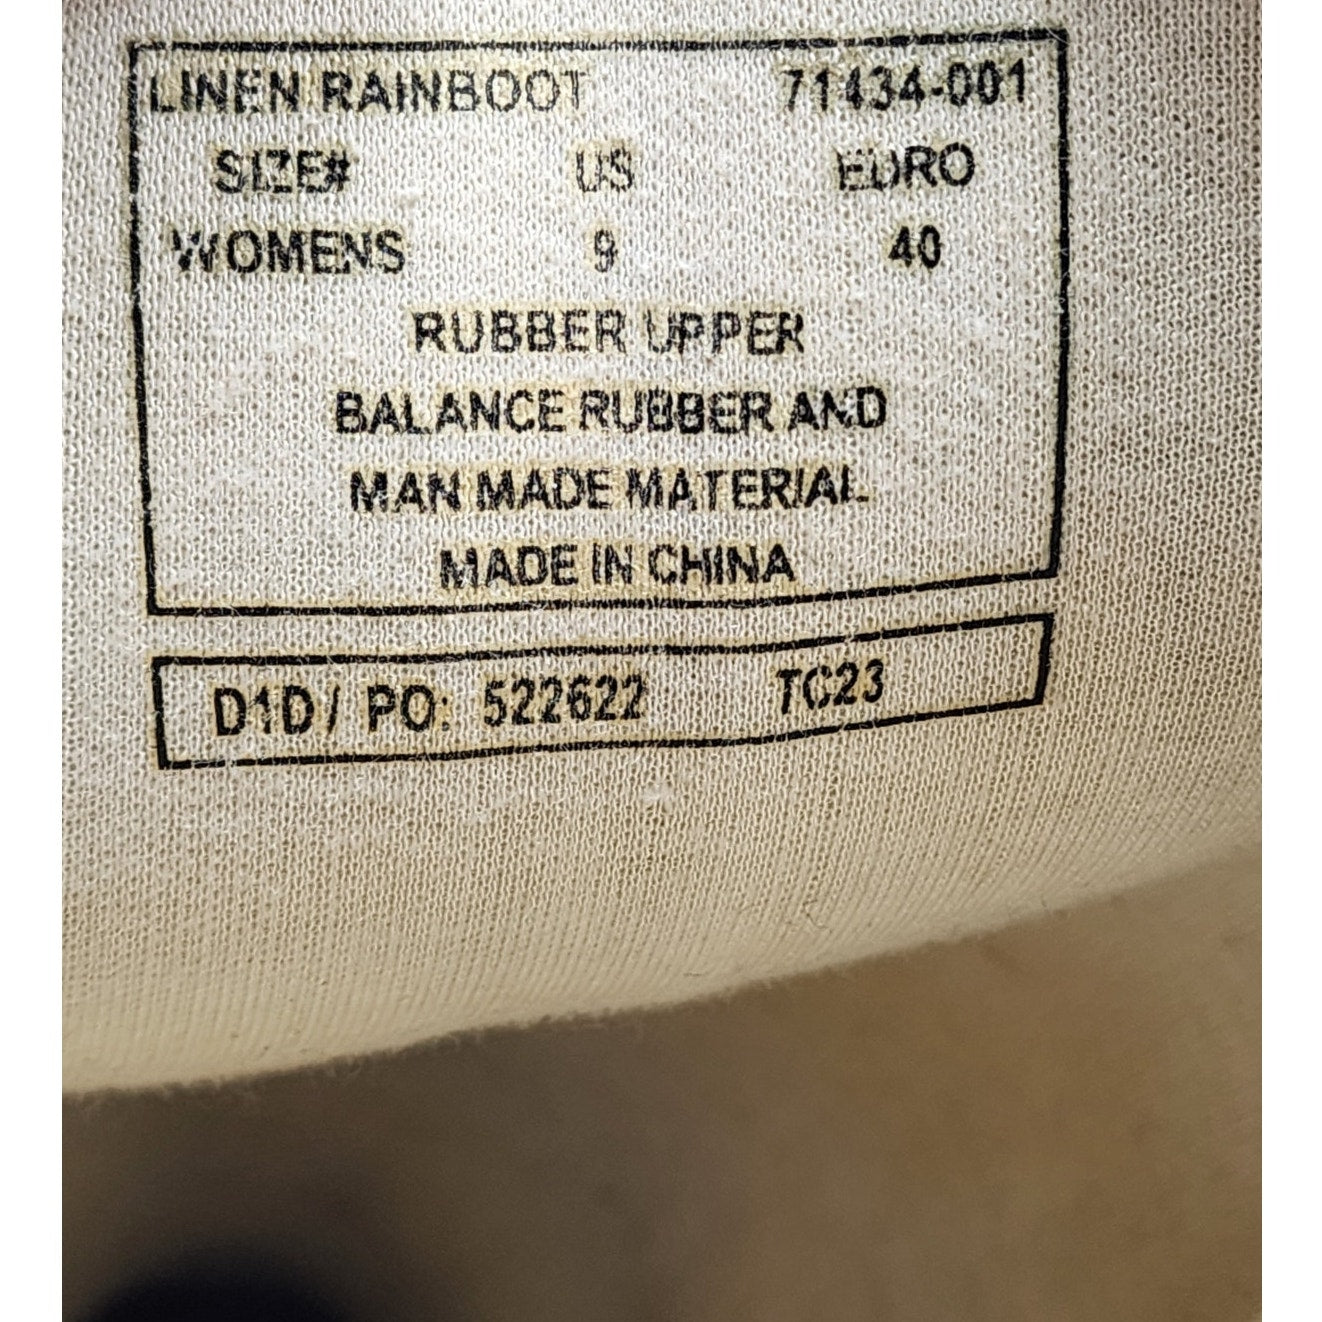 LINEN RAINBOOT 71434-001
SIZE# US EURO
WOMENS 9 40
RUBBER UPPER
BALANCE RUBBER AND
MAN MADE MATERIAL
MADE IN CHINA
D1D/ PO: 522622 TC23